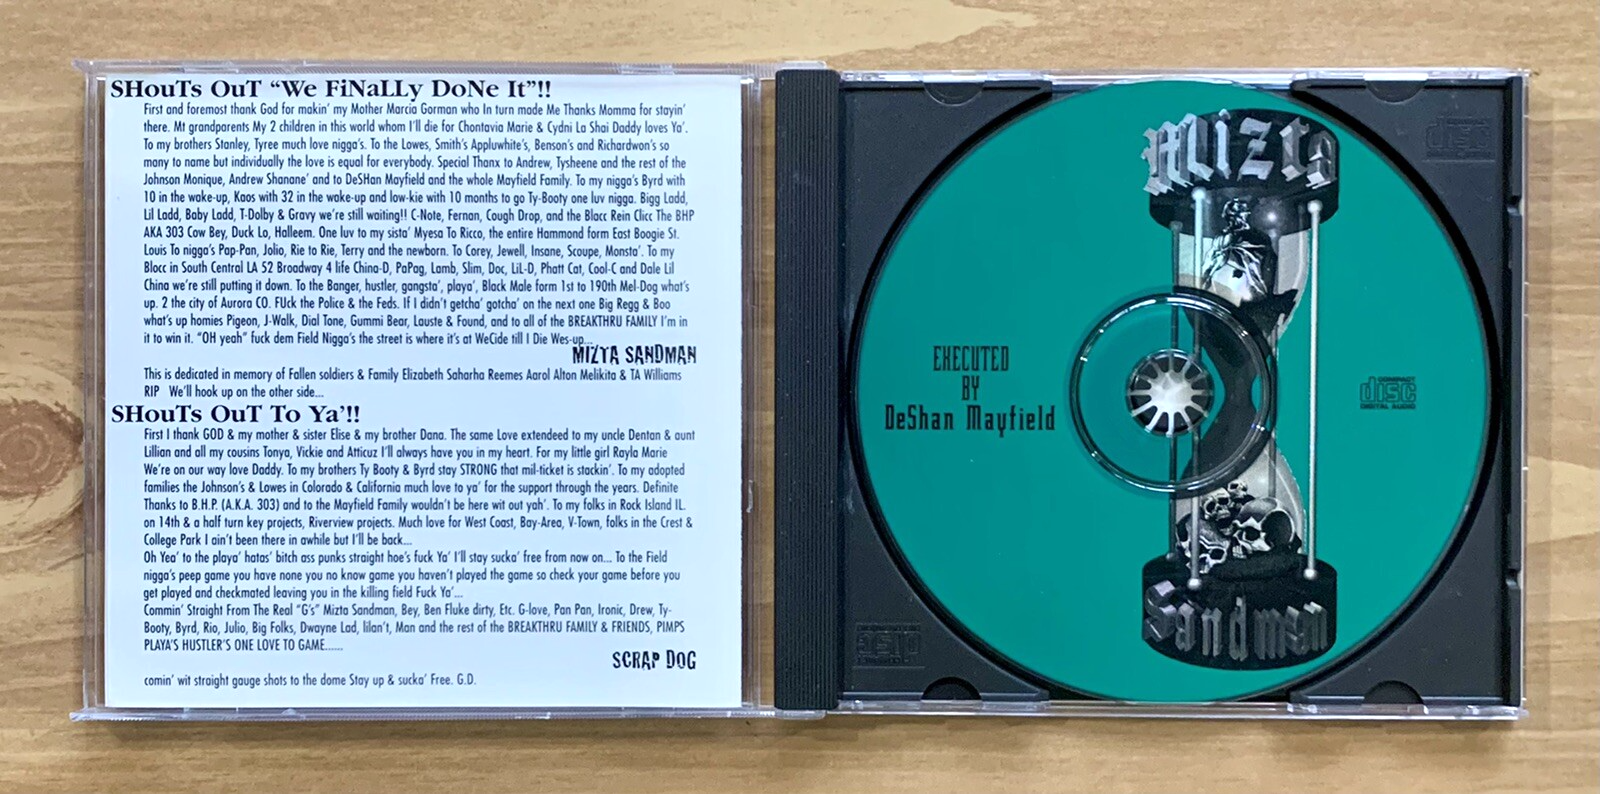 SHouTs OuT “We FiNaLLy DoNe It”!!
First and foremost thank God for makin’ my Mother Marcia Gorman who In turn made Me Thanks Momma for stayin’
there. Mt grandparents My 2 children in this world whom I’ll die for Chontavia Marie & Cydni La Shai Daddy loves Ya’.
To my brothers Stanley, Tyree much love nigga’s. To the Lowes, Smith’s Appluwhite’s, Benson’s and Richardwon’s so
many to name but individually the love is equal for everybody. Special Thanx to Andrew, Tysheene and the rest of the
Johnson Monique, Andrew Shanane’ and to DeSHan Mayfield and the whole Mayfield Family. To my nigga’s Byrd with
10 in the wake-up, Kaos with 32 in the wake-up and low-kie with 10 months to go Ty-Booty one luv nigga. Bigg Ladd,
Lil Ladd, Baby Ladd, T-Dolby & Gravy we’re still waiting!! C-Note, Fernan, Cough Drop, and the Blacc Rein Clicc The BHP
AKA 303 Cow Bey, Duck Lo, Halleem. One luv to my sista’ Myesa To Ricco, the entire Hammond form East Boogie St.
Louis To nigga’s Pap-Pan, Jolio, Rie to Rie, Terry and the newborn. To Corey, Jewell, Insane, Scoupe, Monsta’. To my
Blocc in South Central LA 52 Broadway 4 life China-D, PaPag, Lamb, Slim, Doc, LiL-D, Phatt Cat, Cool-C and Dale Lil
China we’re still putting it down. To the Banger, hustler, gangsta’, playa’, Black Male form 1st to 190th Mel-Dog what’s
up. 2 the city of Aurora CO. FUck the Police & the Feds. If I didn’t getcha’ gotcha’ on the next one Big Regg & Boo
what’s up homies Pigeon, J-Walk, Dial Tone, Gummi Bear, Lauste & Found, and to all of the BREAKTHRU FAMILY I’m in
it to win it. “OH yeah” fuck dem Field Nigga’s the street is where it’s at WeCide till I Die Wes-up...
MIZTA SANDMAN
This is dedicated in memory of Fallen soldiers & Family Elizabeth Saharha Reemes Aarol Alton Melikita & TA Williams
RIP We’ll hook up on the other side...
SHouTs OuT To Ya’!!
First I thank GOD & my mother & sister Elise & my brother Dana. The same Love extendeed to my uncle Dentan & aunt
Lillian and all my cousins Tonya, Vickie and Atticuz I’ll always have you in my heart. For my little girl Rayla Marie
We’re on our way love Daddy. To my brothers Ty Booty & Byrd stay STRONG that mil-ticket is stackin’. To my adopted
families the Johnson’s & Lowes in Colorado & California much love to ya’ for the support through the years. Definite
Thanks to B.H.P. (A.K.A. 303) and to the Mayfield Family wouldn’t be here wit out yah’. To my folks in Rock Island IL.
on 14th & a half turn key projects, Riverview projects. Much love for West Coast, Bay-Area, V-Town, folks in the Crest &
College Park I ain’t been there in awhile but I’ll be back...
Oh Yea’ to the playa’ hatas’ bitch ass punks straight hoe’s fuck Ya’ I’ll stay sucka’ free from now on... To the Field
nigga’s peep game you have none you no know game you haven’t played the game so check your game before you
get played and checkmated leaving you in the killing field Fuck Ya’...
Commin’ Straight From The Real “G’s” Mizta Sandman, Bey, Ben Fluke dirty, Etc. G-love, Pan Pan, Ironic, Drew, Ty-
Booty, Byrd, Rio, Julio, Big Folks, Dwayne Lad, lilan’t, Man and the rest of the BREAKTHRU FAMILY & FRIENDS, PIMPS
PLAYA’S HUSTLER’S ONE LOVE TO GAME......
SCRAP DOG
comin’ wit straight gauge shots to the dome Stay up & sucka’ Free. G.D.
Mizta
EXECUTED
BY
DeShan Mayfield
COMPACT
disc
DIGITAL AUDIO
Sandmen
disc
disc